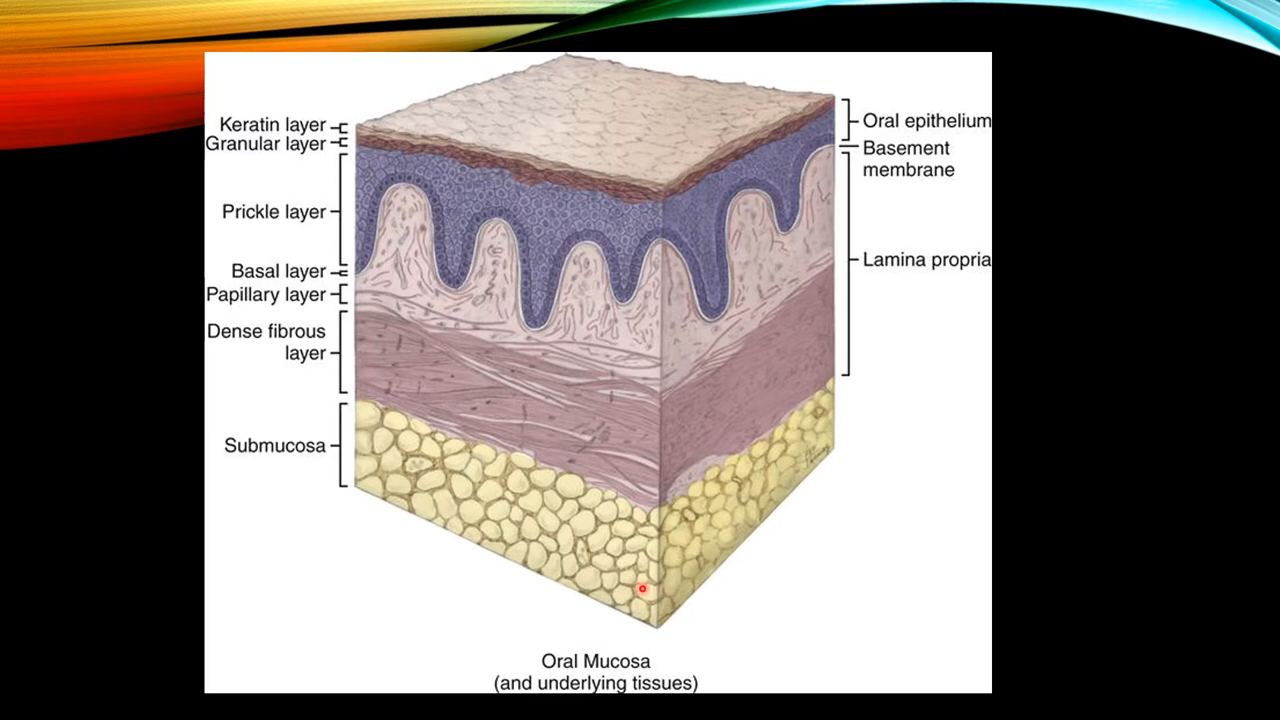 Keratin layer
Granular layer
Prickle layer
Basal layer
Papillary layer
Dense fibrous
layer
Submucosa
Oral epithelium
Basement
membrane
Lamina propria
Oral Mucosa
(and underlying tissues)